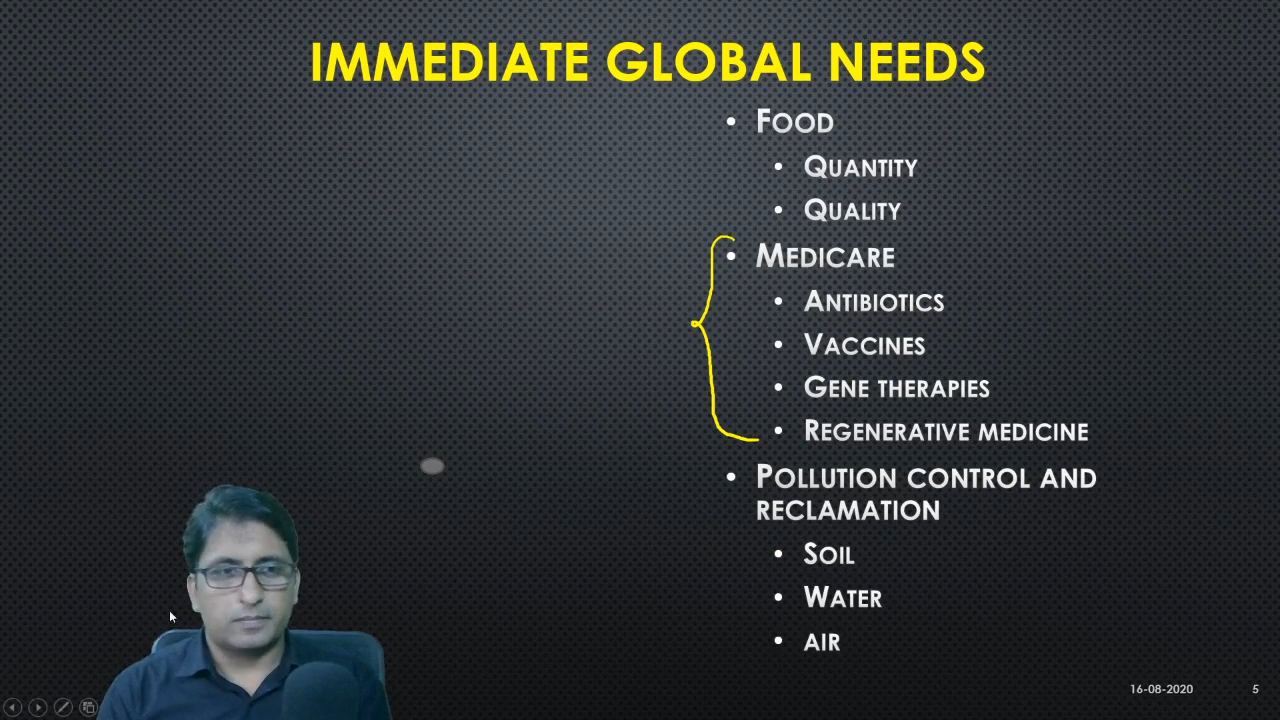 IMMEDIATE GLOBAL NEEDS
• FOOD
• QUANTITY
• QUALITY
• MEDICARE
• ANTIBIOTICS
• VACCINES
• GENE THERAPIES
• REGENERATIVE MEDICINE
• POLLUTION CONTROL AND
RECLAMATION
• SOIL
• WATER
• AIR
16-08-2020 5